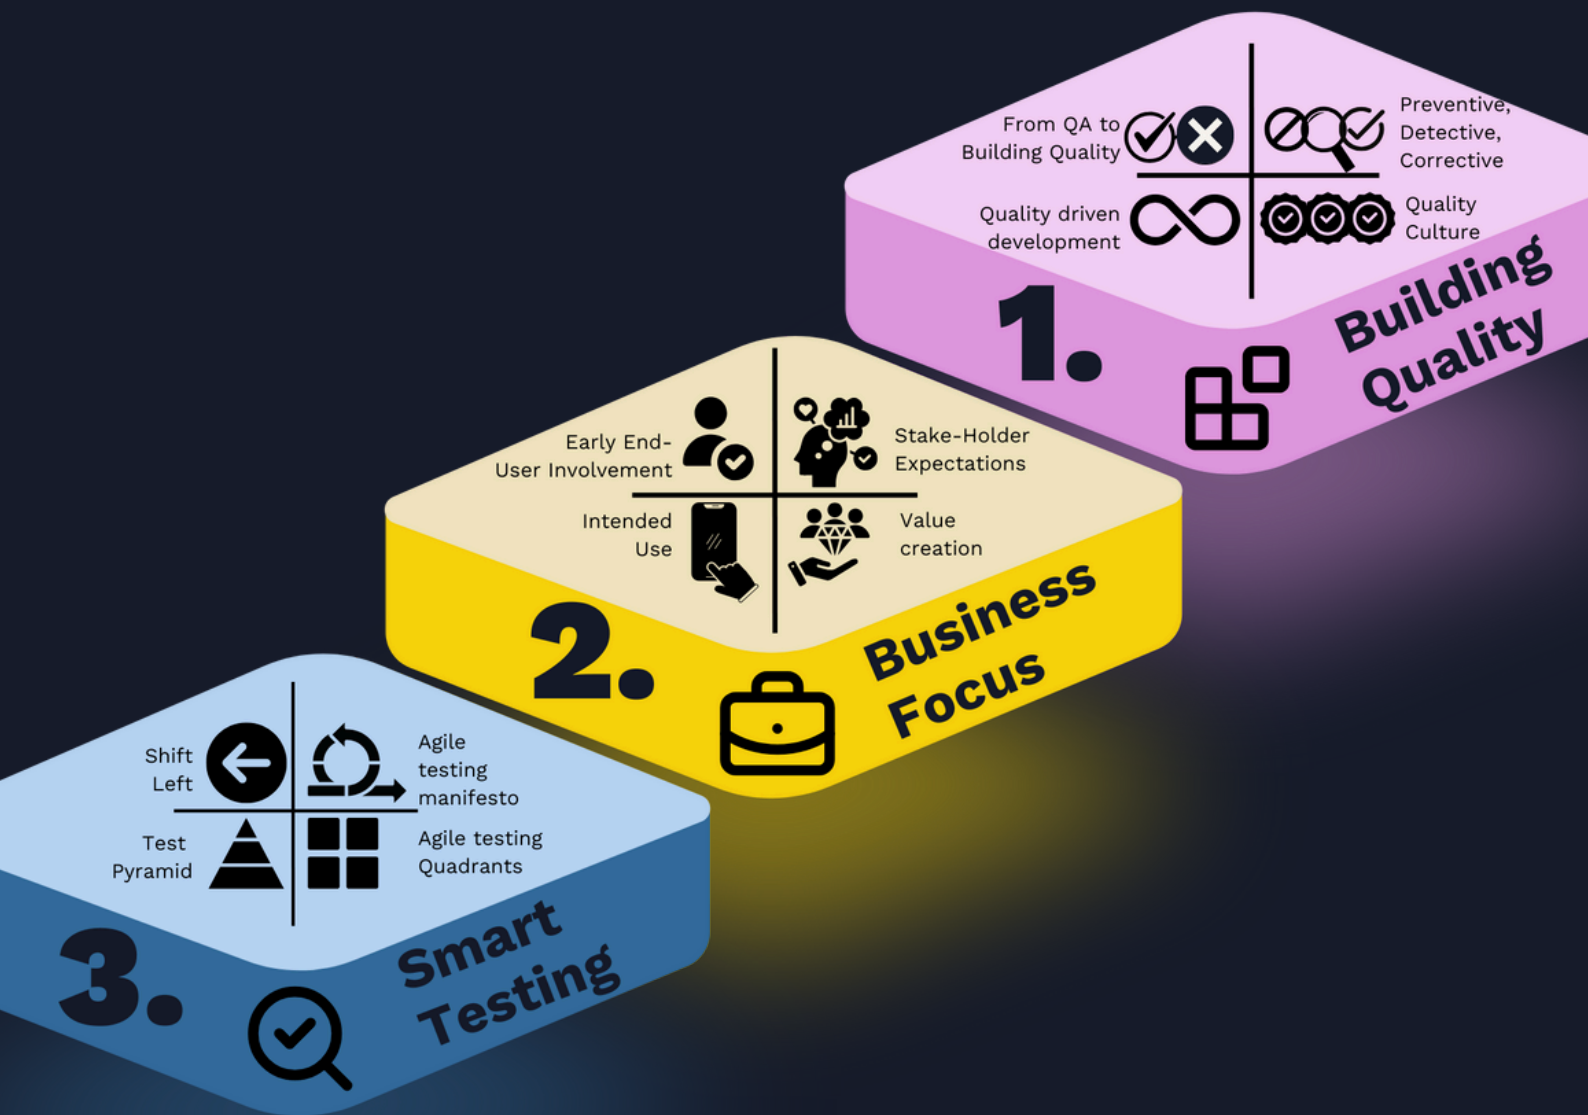 From QA to
Building Quality
Preventive,
Detective,
Corrective
Quality driven
development
Quality
Culture
1.
Building
Quality
Early End-
User Involvement
Stake-Holder
Expectations
Intended
Use
Value
creation
2.
Business
Focus
Shift
Left
Agile
testing
manifesto
Test
Pyramid
Agile testing
Quadrants
3.
Smart
Testing